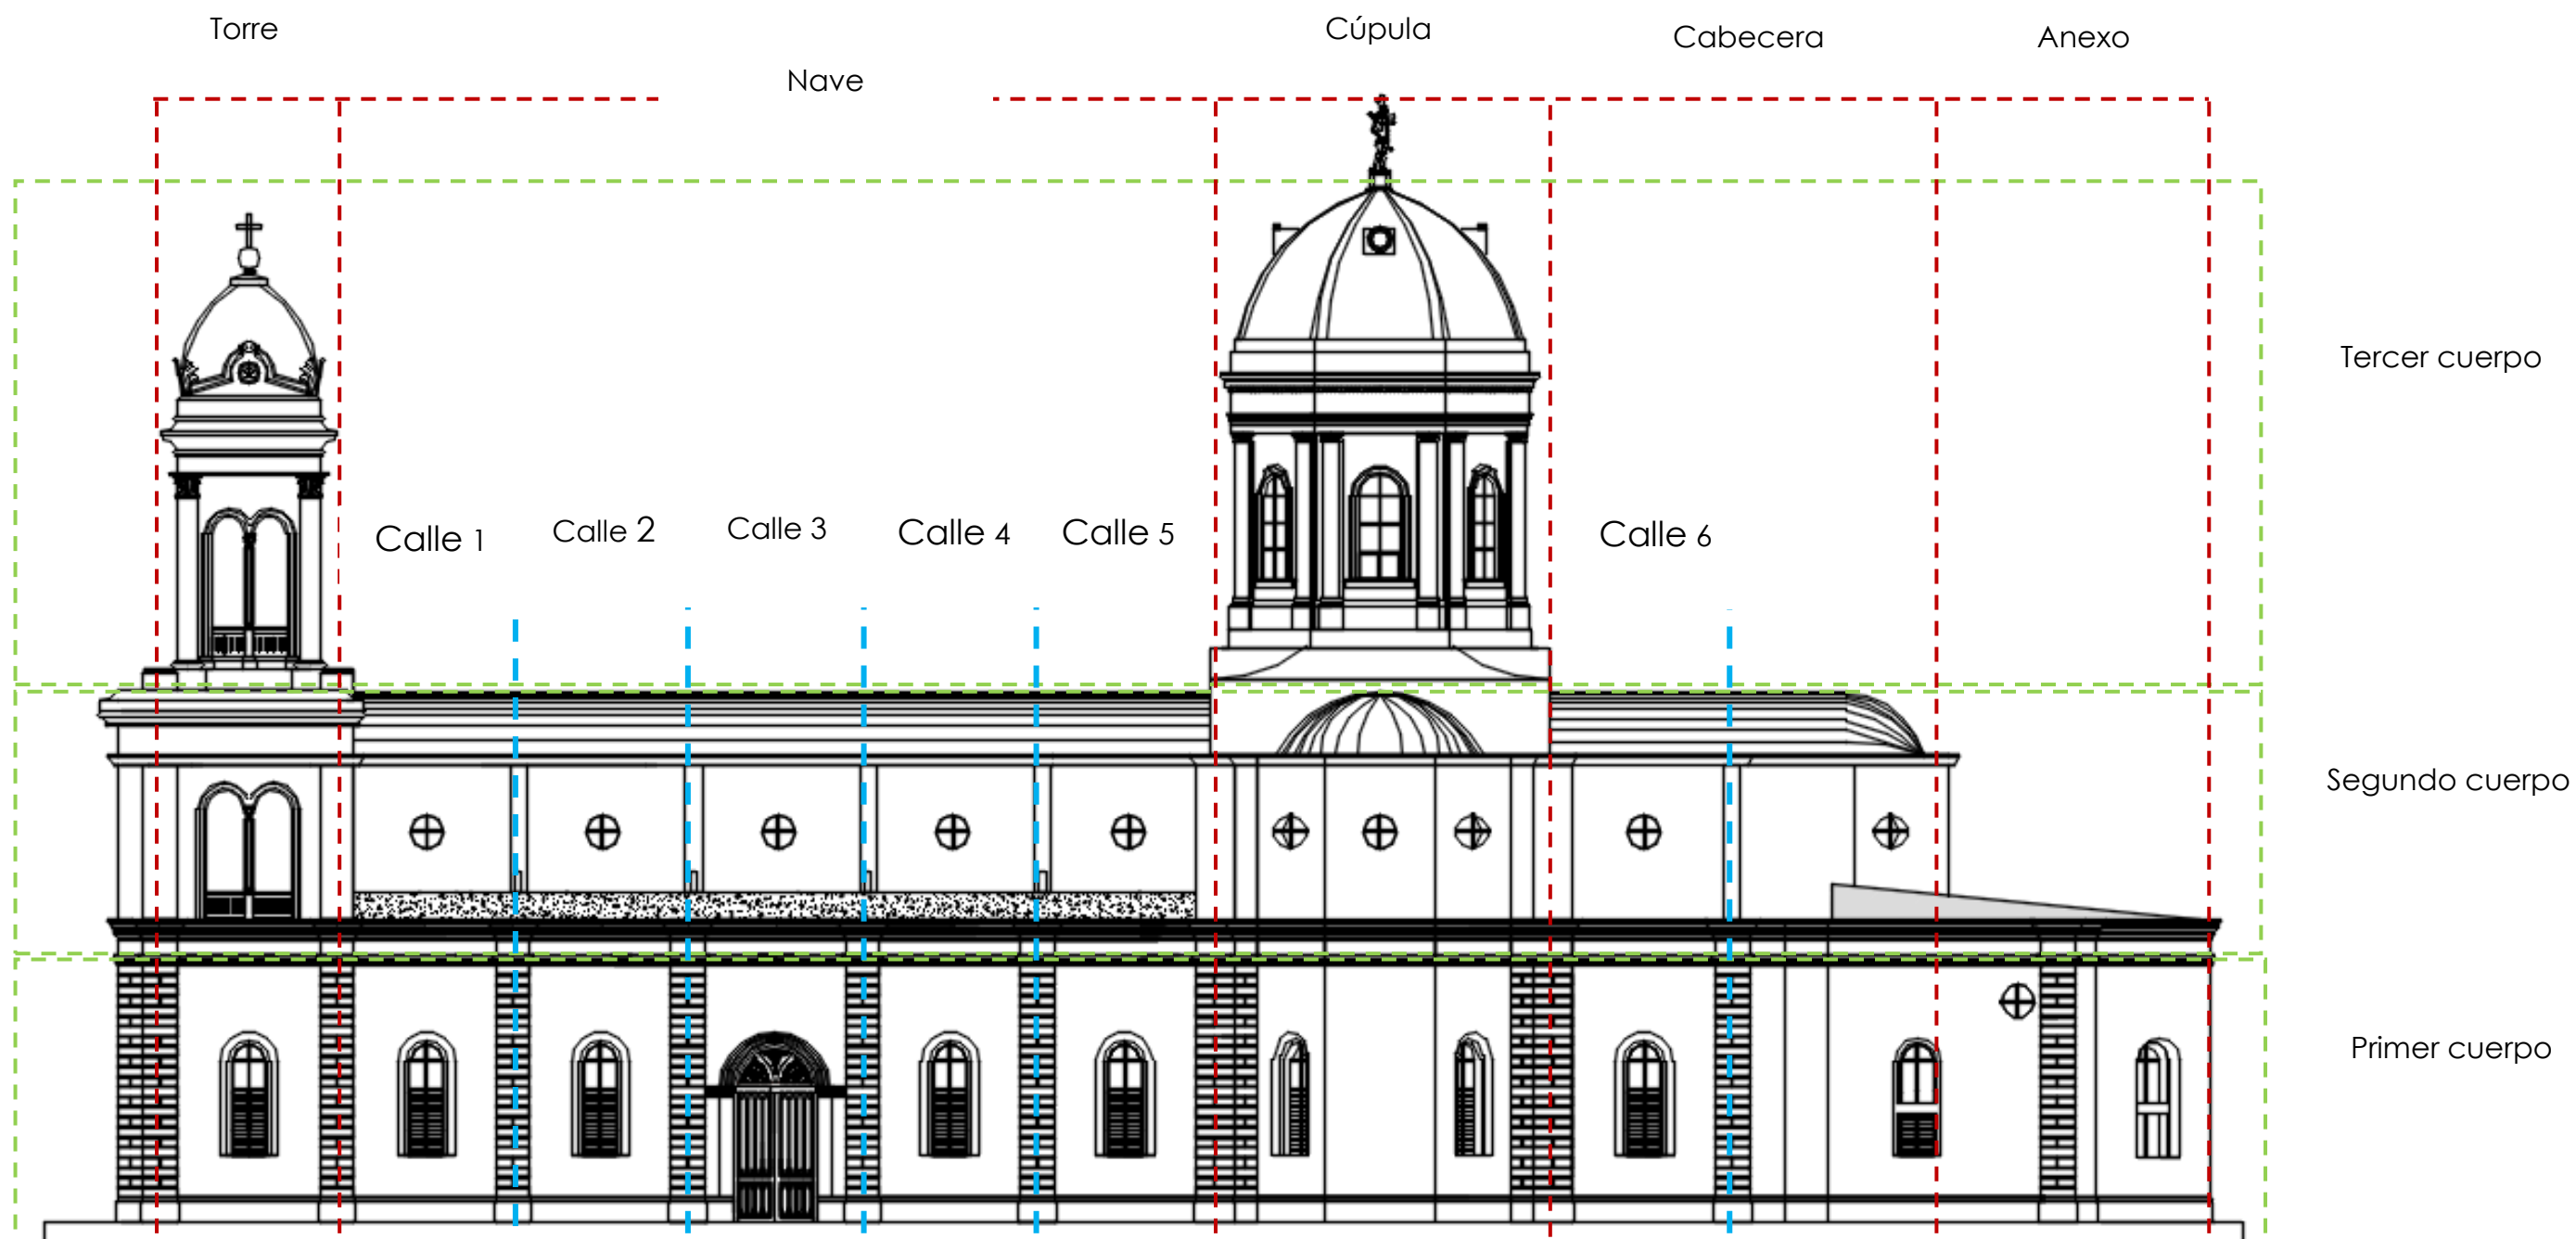 Torre
Cúpula
Cabecera
Anexo
Nave
Tercer cuerpo
Calle 1
Calle 2
Calle 3
Calle 4
Calle 5
Calle 6
Segundo cuerpo
Primer cuerpo